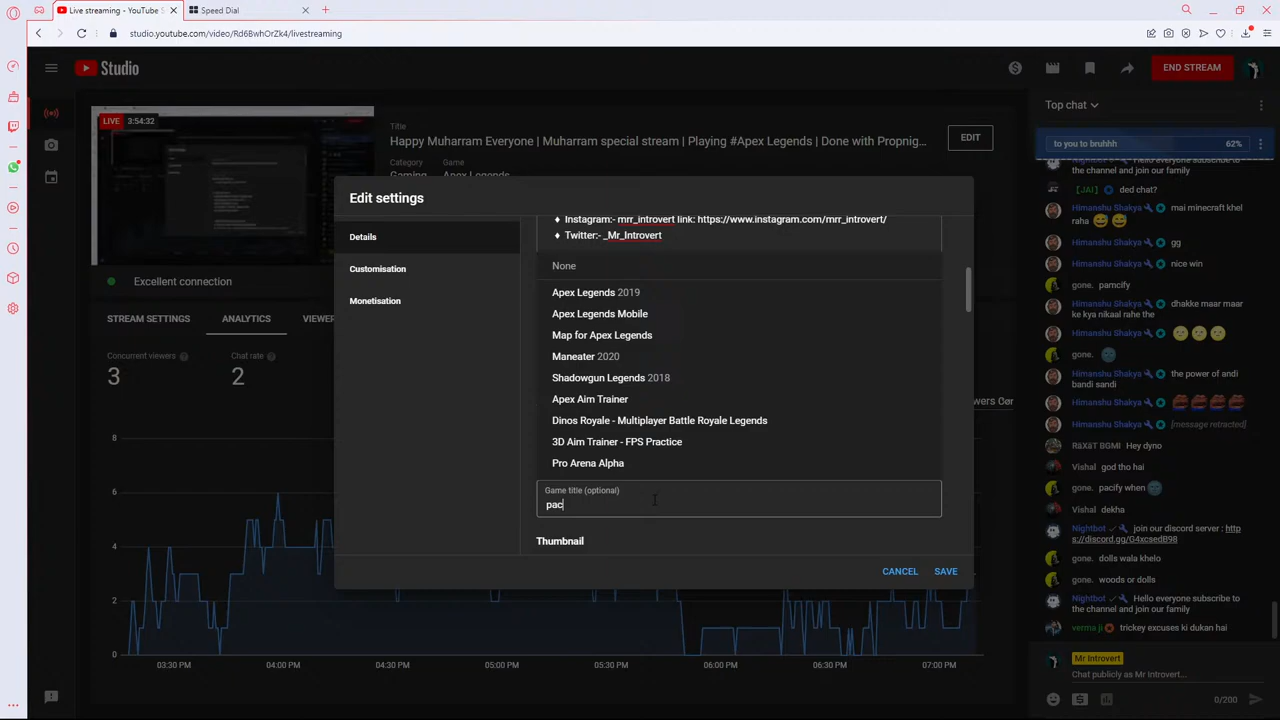 Live streaming - YouTube S
Speed Dial
studio.youtube.com/video/Rd6BwhOrZk4/livestreaming
Studio
END STREAM
LIVE 3:54:32
Title
Happy Muharram Everyone | Muharram special stream | Playing #Apex Legends | Done with Propnig...
EDIT
Category
Game
Gaming
Apex Legends
Excellent connection
STREAM SETTINGS
ANALYTICS
VIEWER
Concurrent viewers
3
Chat rate
2
8
6
4
2
0
03:30 PM
04:00 PM
04:30 PM
05:00 PM
05:30 PM
06:00 PM
06:30 PM
07:00 PM
Edit settings
Details
Customisation
Monetisation
♦ Instagram:- mrr_introvert link: https://www.instagram.com/mrr_introvert/
♦ Twitter:- _Mr_Introvert
None
Apex Legends 2019
Apex Legends Mobile
Map for Apex Legends
Maneater 2020
Shadowgun Legends 2018
Apex Aim Trainer
Dinos Royale - Multiplayer Battle Royale Legends
3D Aim Trainer - FPS Practice
Pro Arena Alpha
Game title (optional)
pac
Thumbnail
CANCEL
SAVE
Top chat
to you to bruhhh 62%
Nightbot Hello everyone subscribe to
the channel and join our family
[JAI] ded chat?
Himanshu Shakya mai minecraft khel
raha 😅😅
Himanshu Shakya gg
Himanshu Shakya nice win
gone. pamcify
Himanshu Shakya dhakke maar maar
ke kya nikaal rahe the
Himanshu Shakya
gone.
Himanshu Shakya the power of andi
bandi sandi
Himanshu Shakya
Himanshu Shakya [message retracted]
RäXäT BGMI Hey dyno
Vishal god tho hai
gone. pacify when
Vishal dekha
Nightbot join our discord server : http
s://discord.gg/G4xcsedB98
gone. dolls wala khelo
gone. woods or dolls
Nightbot Hello everyone subscribe to
the channel and join our family
verma ji trickey excuses ki dukan hai
Mr Introvert
Chat publicly as Mr Introvert...
0/200